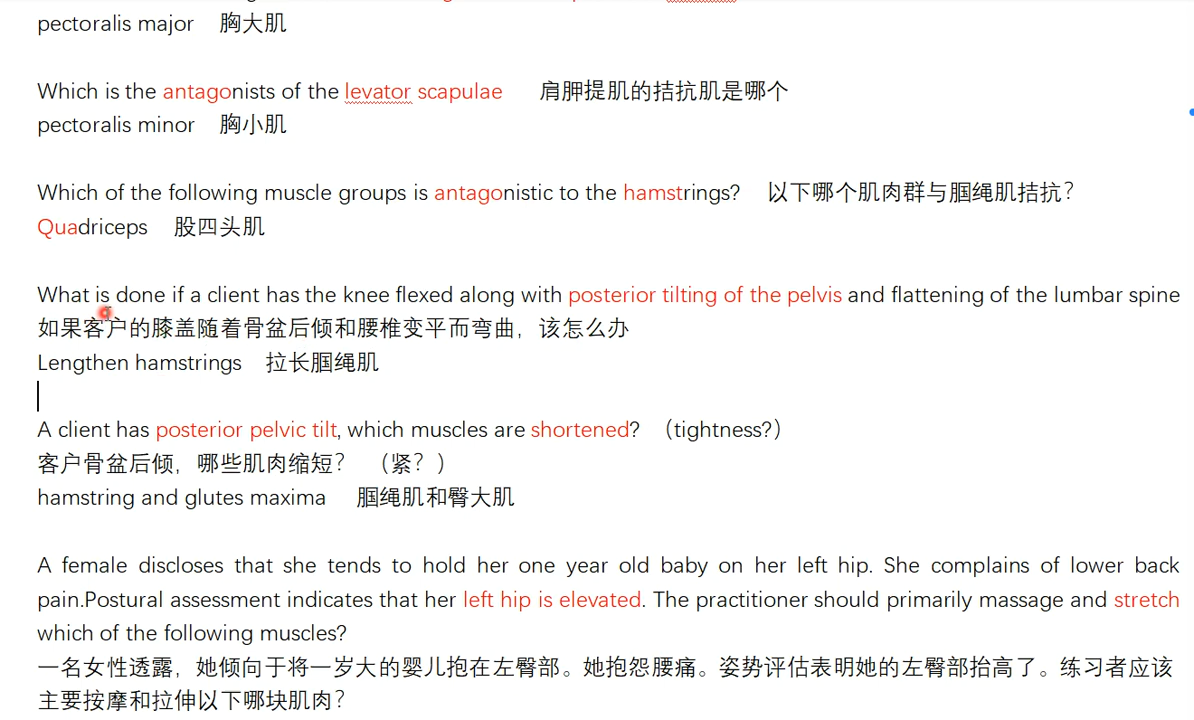 pectoralis major 胸大肌
Which is the antagonists of the levator scapulae 肩胛提肌的拮抗肌是哪个
pectoralis minor 胸小肌
Which of the following muscle groups is antagonistic to the hamstrings? 以下哪个肌肉群与腘绳肌拮抗?
Quadriceps 股四头肌
What is done if a client has the knee flexed along with posterior tilting of the pelvis and flattening of the lumbar spine
如果客户的膝盖随着骨盆后倾和腰椎变平而弯曲，该怎么办
Lengthen hamstrings 拉长腘绳肌
A client has posterior pelvic tilt, which muscles are shortened? （tightness?）
客户骨盆后倾，哪些肌肉缩短? （紧? ）
hamstring and glutes maxima 腘绳肌和臀大肌
A female discloses that she tends to hold her one year old baby on her left hip. She complains of lower back
pain.Postural assessment indicates that her left hip is elevated. The practitioner should primarily massage and stretch
which of the following muscles?
一名女性透露，她倾向于将一岁大的婴儿抱在左臀部。她抱怨腰痛。姿势评估表明她的左臀部抬高了。练习者应该
主要按摩和拉伸以下哪块肌肉?